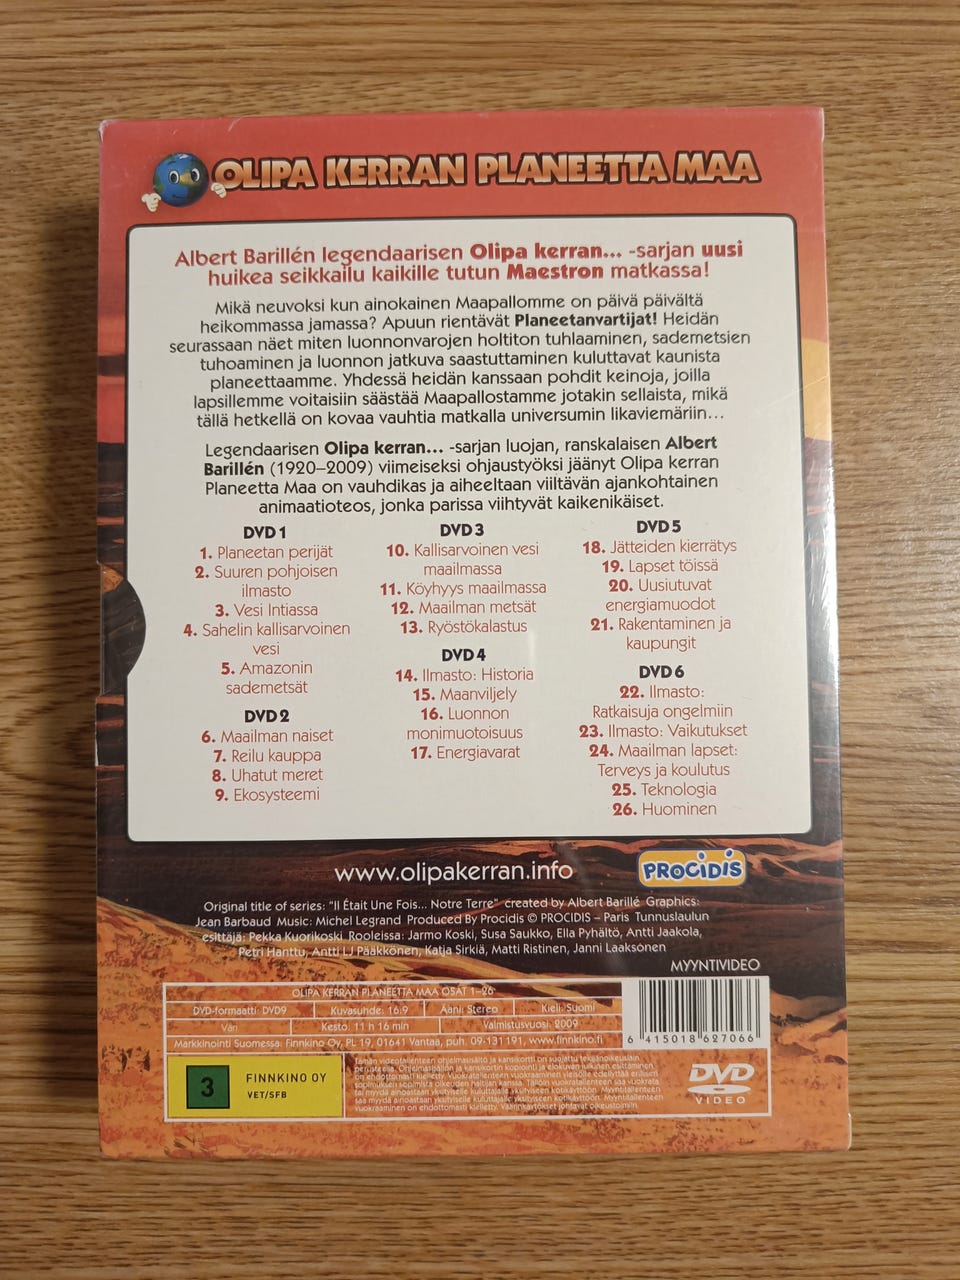 OLIPA KERRAN PLANEETTA MAA
Albert Barillén legendaarisen Olipa kerran... -sarjan uusi
huikea seikkailu kaikille tutun Maestron matkassa!
Mikä neuvoksi kun ainokainen Maapallomme on päivä päivältä
heikommassa jamassa? Apuun rientävät Planeetanvartijat! Heidän
seurassaan näet miten luonnonvarojen holtiton tuhlaaminen, sademetsien
tuhoaminen ja luonnon jatkuva saastuttaminen kuluttavat kaunista
planeettaamme. Yhdessä heidän kanssaan pohdit keinoja, joilla
lapsillemme voitaisiin säästää Maapallostamme jotakin sellaista, mikä
tällä hetkellä on kovaa vauhtia matkalla universumin likaviemäriin...
Legendaarisen Olipa kerran... -sarjan luojan, ranskalaisen Albert
Barillén (1920–2009) viimeiseksi ohjaustyöksi jäänyt Olipa kerran
Planeetta Maa on vauhdikas ja aiheeltaan viiltävän ajankohtainen
animaatioteos, jonka parissa viihtyvät kaikenikäiset.
DVD 1
1. Planeetan perijät
2. Suuren pohjoisen
ilmasto
3. Vesi Intiassa
4. Sahelin kallisarvoinen
vesi
5. Amazonin
sademetsät
DVD 2
6. Maailman naiset
7. Reilu kauppa
8. Uhatut meret
9. Ekosysteemi
DVD 3
10. Kallisarvoinen vesi
maailmassa
11. Köyhyys maailmassa
12. Maailman metsät
13. Ryöstökalastus
DVD 4
14. Ilmasto: Historia
15. Maanviljely
16. Luonnon
monimuotoisuus
17. Energiavarat
DVD 5
18. Jätteiden kierrätys
19. Lapset töissä
20. Uusiutuvat
energiamuodot
21. Rakentaminen ja
kaupungit
DVD 6
22. Ilmasto:
Ratkaisuja ongelmiin
23. Ilmasto: Vaikutukset
24. Maailman lapset:
Terveys ja koulutus
25. Teknologia
26. Huominen
www.olipakerran.info
PROCIDIS
Original title of series: "Il Était Une Fois... Notre Terre" created by Albert Barillé Graphics:
Jean Barbaud Music: Michel Legrand Produced By Procidis © PROCIDIS – Paris Tunnuslaulun
esittäjä: Pekka Kuorikoski Rooleissa: Jarmo Koski, Susa Saukko, Ella Pyhältö, Antti Jaakola,
Petri Hanttu, Antti LJ Pääkkönen, Katja Sirkiä, Matti Ristinen, Janni Laaksonen
MYYNTIVIDEO
OLIPA KERRAN PLANEETTA MAA OSAT 1–26
DVD-formaatti: DVD9 Kuvasuhde: 16:9 Ääni: Stereo Kieli: Suomi
Väri Kesto: 11 h 16 min Valmistusvuosi: 2009
Markkinointi Suomessa: Finnkino Oy, PL 19, 01641 Vantaa, puh. 09-131 191, www.finnkino.fi
6 415018 627066
3 FINNKINO OY
VET/SFB
Tämän videotallenteen ohjelmasisältö ja kansikortti on suojattu tekijänoikeuslain
DVD
VIDEO